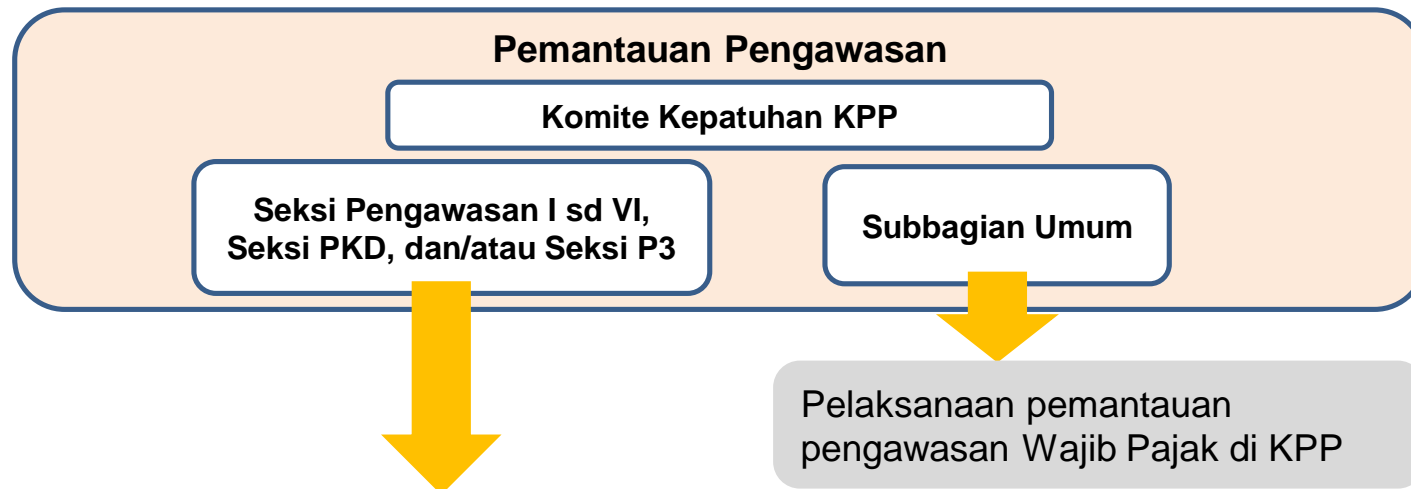 Pemantauan Pengawasan
Komite Kepatuhan KPP
Seksi Pengawasan I sd VI,
Seksi PKD, dan/atau Seksi P3
Subbagian Umum
Pelaksanaan pemantauan
pengawasan Wajib Pajak di KPP